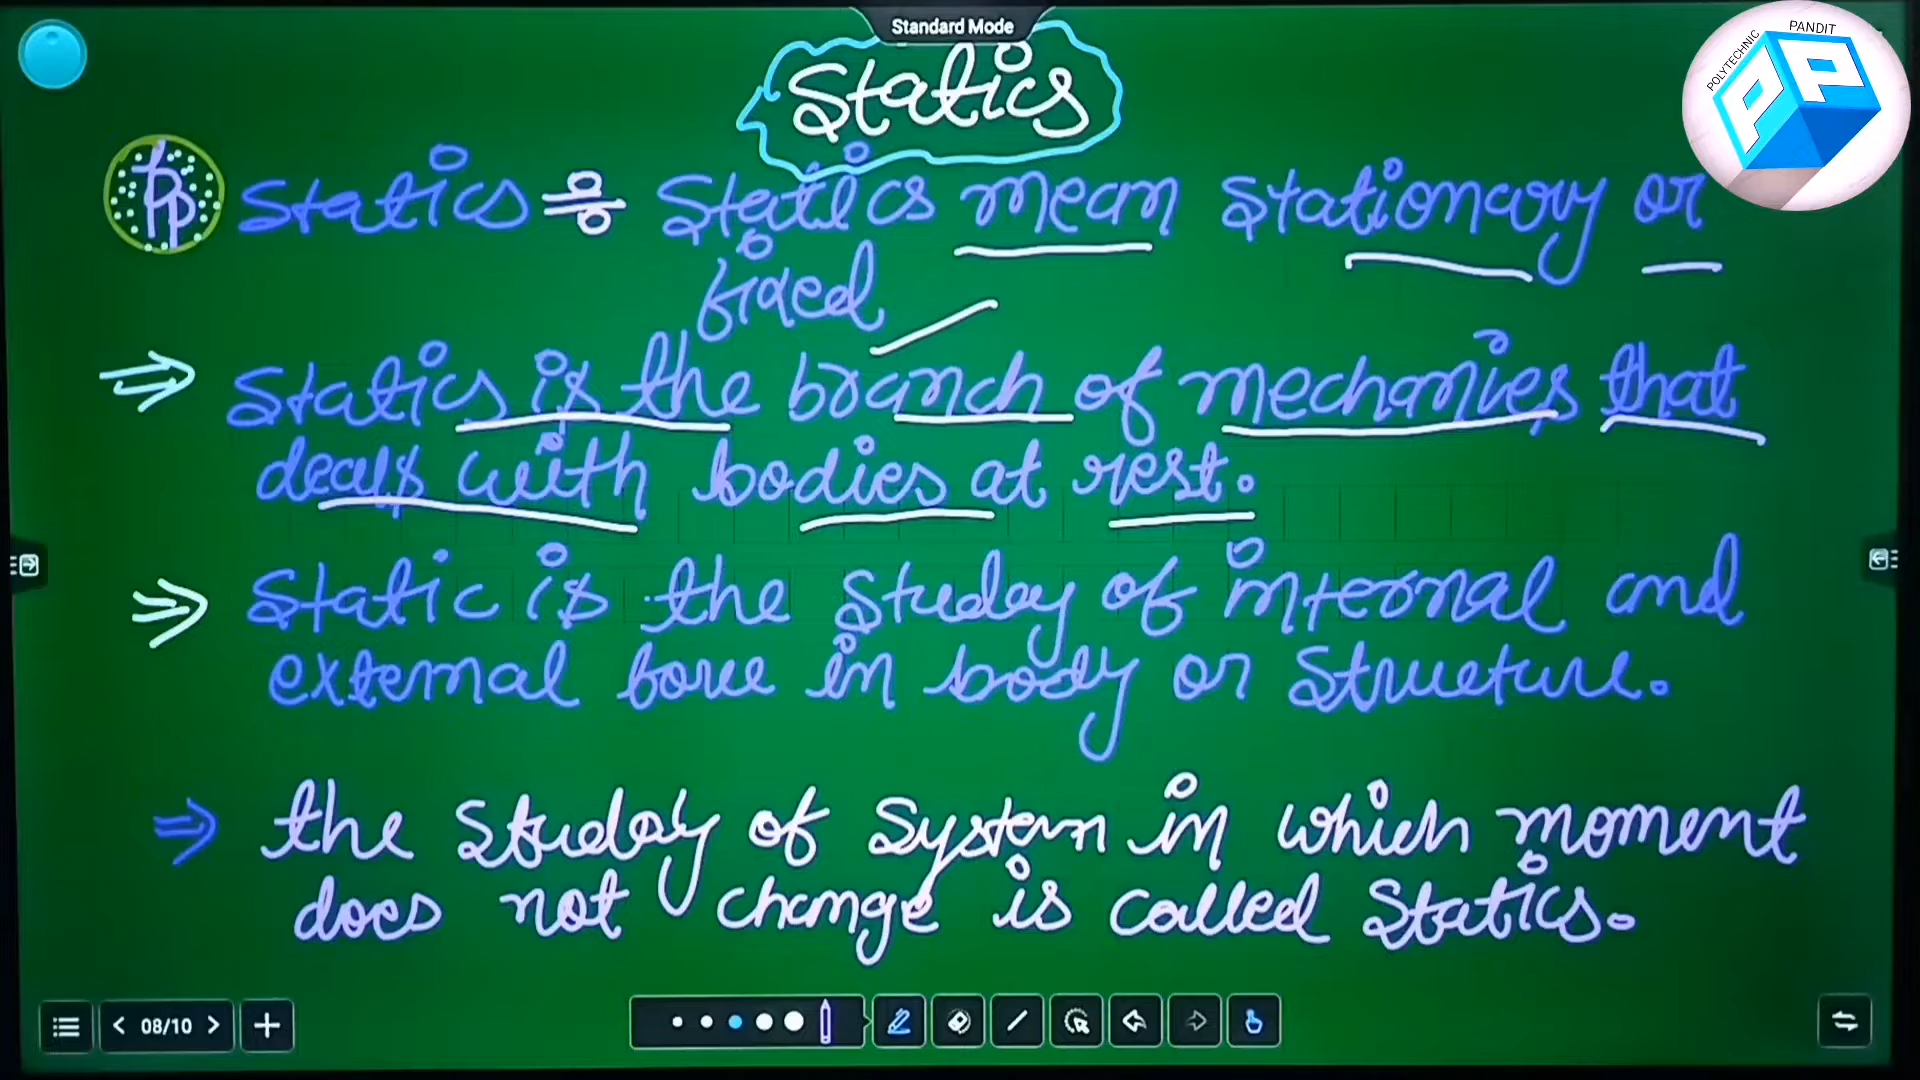 Standard Mode
POLYTECHNIC PANDIT
PP
Statics
Pp
Statics ÷ Statics mean stationary or
fixed
⇒ Statics is the branch of mechanics that
deals with bodies at rest.
⇒ Static is the study of internal and
external force in body or structure.
⇒ the study of system in which moment
does not change is called statics.
08/10